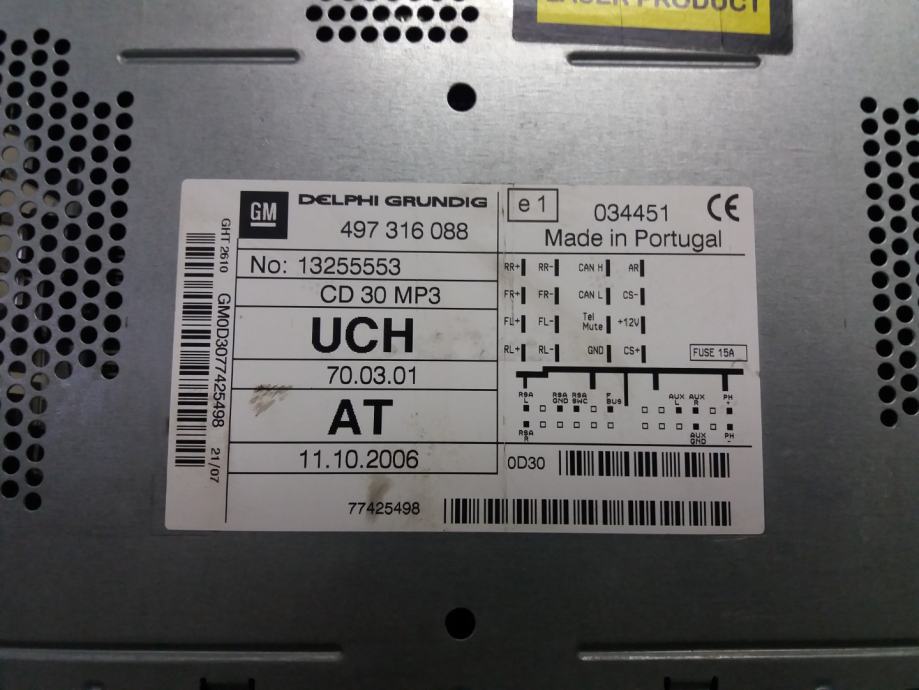 LASER PRODUCT
GM
DELPHI GRUNDIG
497 316 088
No: 13255553
CD 30 MP3
UCH
70.03.01
AT
11.10.2006
77425498
GHT 2610
GM0D3077425498
21/07
e 1
034451
CE
Made in Portugal
RR+ RR- CAN H AR
FR+ FR- CAN L CS-
FL+ FL- Tel Mute +12V
RL+ RL- GND CS+
FUSE 15A
RSA L RSA GND RSA SWC F BUS AUX L AUX R PH +
RSA R AUX GND PH -
0D30